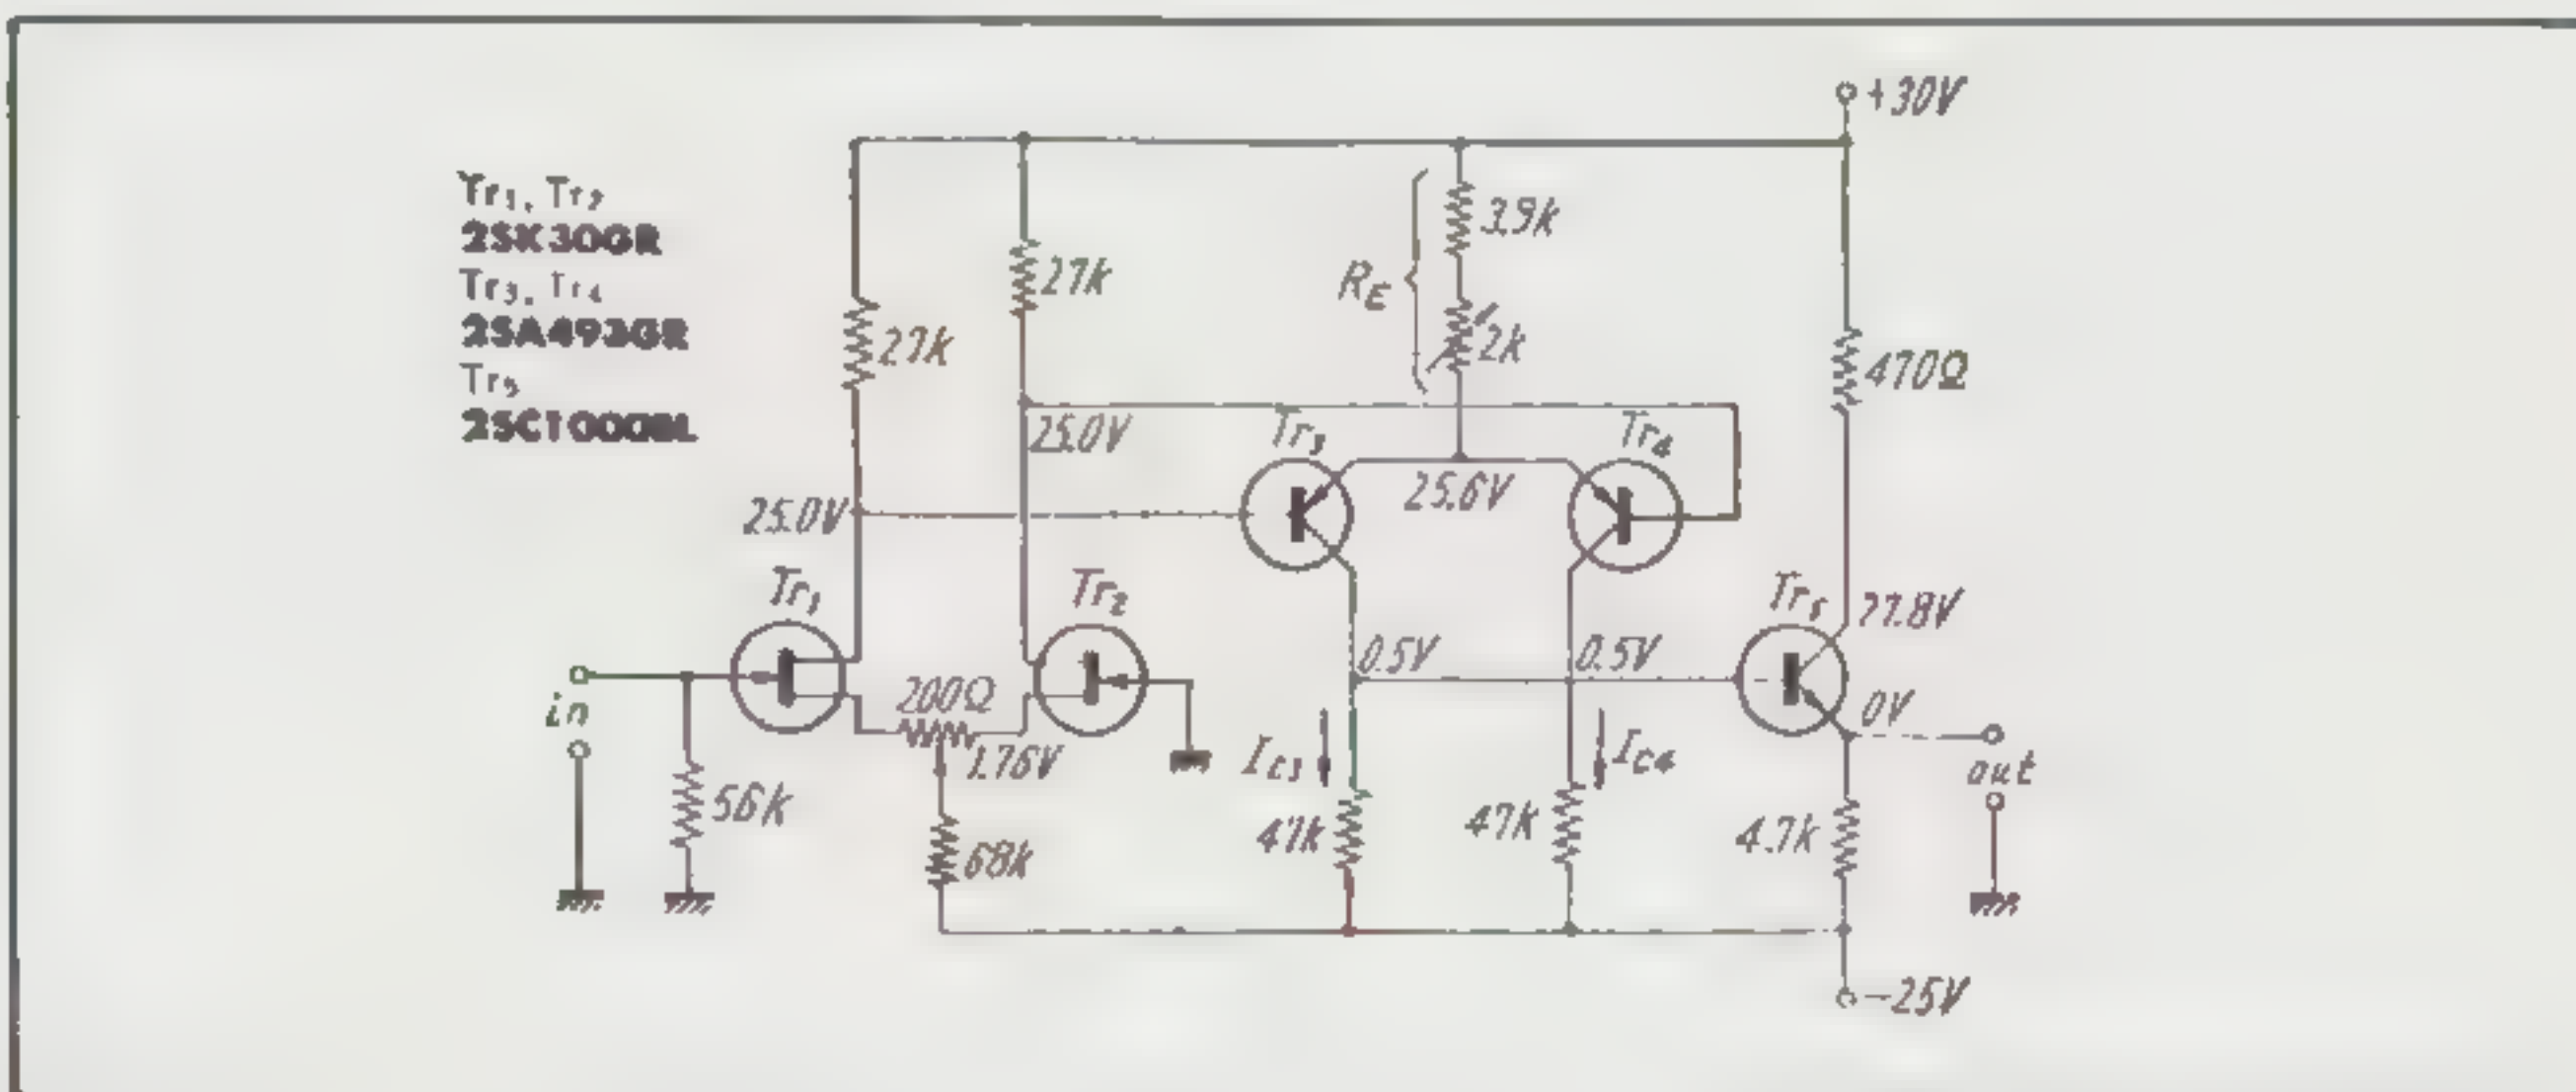 +30V
Tr1, Tr2
2SK30GR
Tr3, Tr4
2SA493GR
Tr5
2SC1000BL
3.9k
27k
RE
27k
2k
470Ω
25.0V
Tr3
Tr4
25.0V
25.6V
Tr1
Tr2
Tr5
27.8V
0.5V
0.5V
in
200Ω
0V
1.76V
IC3
IC4
out
56k
68k
47k
47k
4.7k
-25V